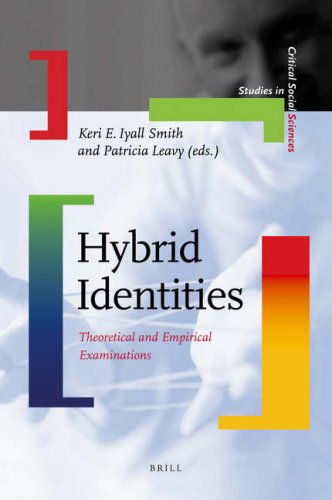 Studies in
Critical Social Sciences
Keri E. Iyall Smith
and Patricia Leavy (eds.)
Hybrid
Identities
Theoretical and Empirical
Examinations
BRILL